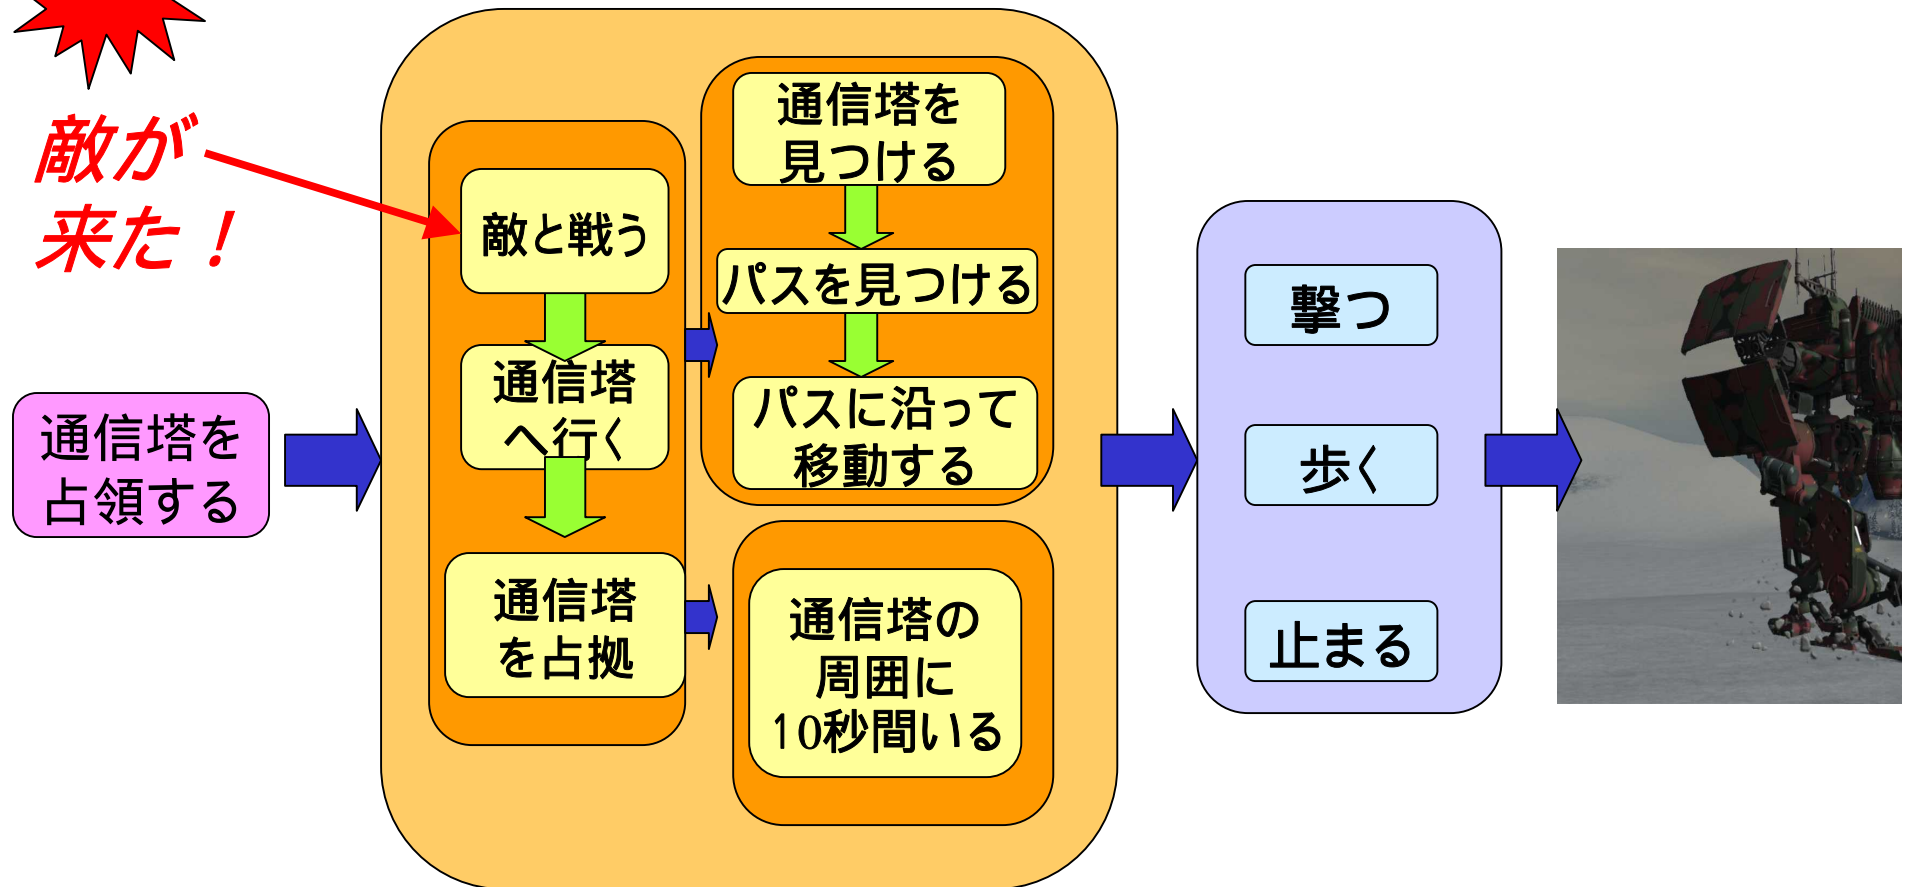 敵が
来た！
通信塔を
占領する
敵と戦う
通信塔
へ行く
通信塔
を占拠
通信塔を
見つける
パスを見つける
パスに沿って
移動する
通信塔の
周囲に
10秒間いる
撃つ
歩く
止まる